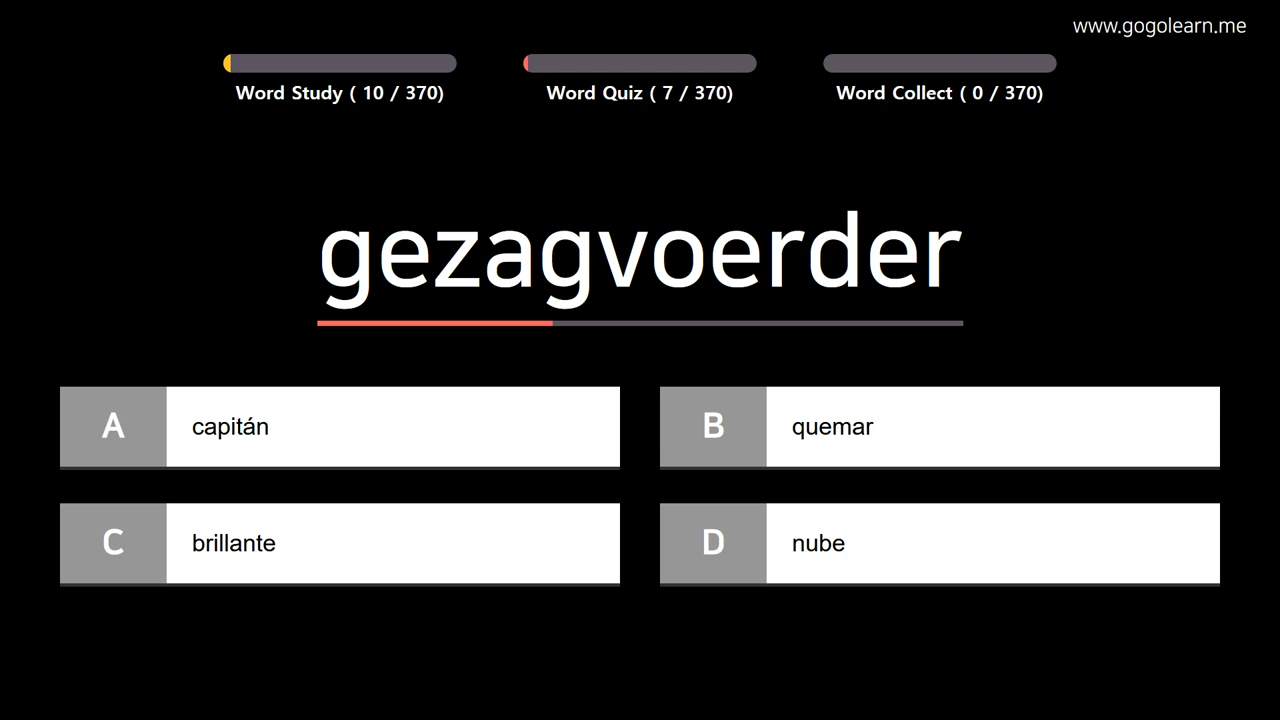 www.gogolearn.me
Word Study ( 10 / 370)
Word Quiz ( 7 / 370)
Word Collect ( 0 / 370)
gezagvoerder
A capitán
B quemar
C brillante
D nube